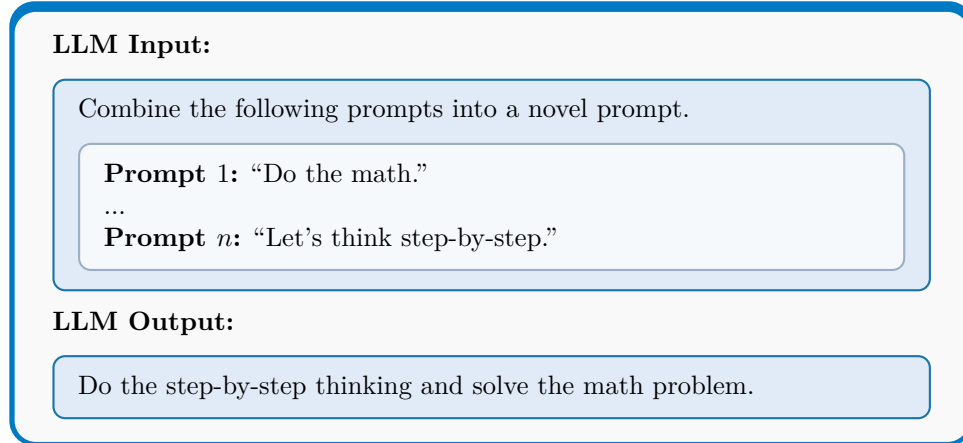 LLM Input:
Combine the following prompts into a novel prompt.
Prompt 1: “Do the math.”
...
Prompt n: “Let's think step-by-step.”
LLM Output:
Do the step-by-step thinking and solve the math problem.